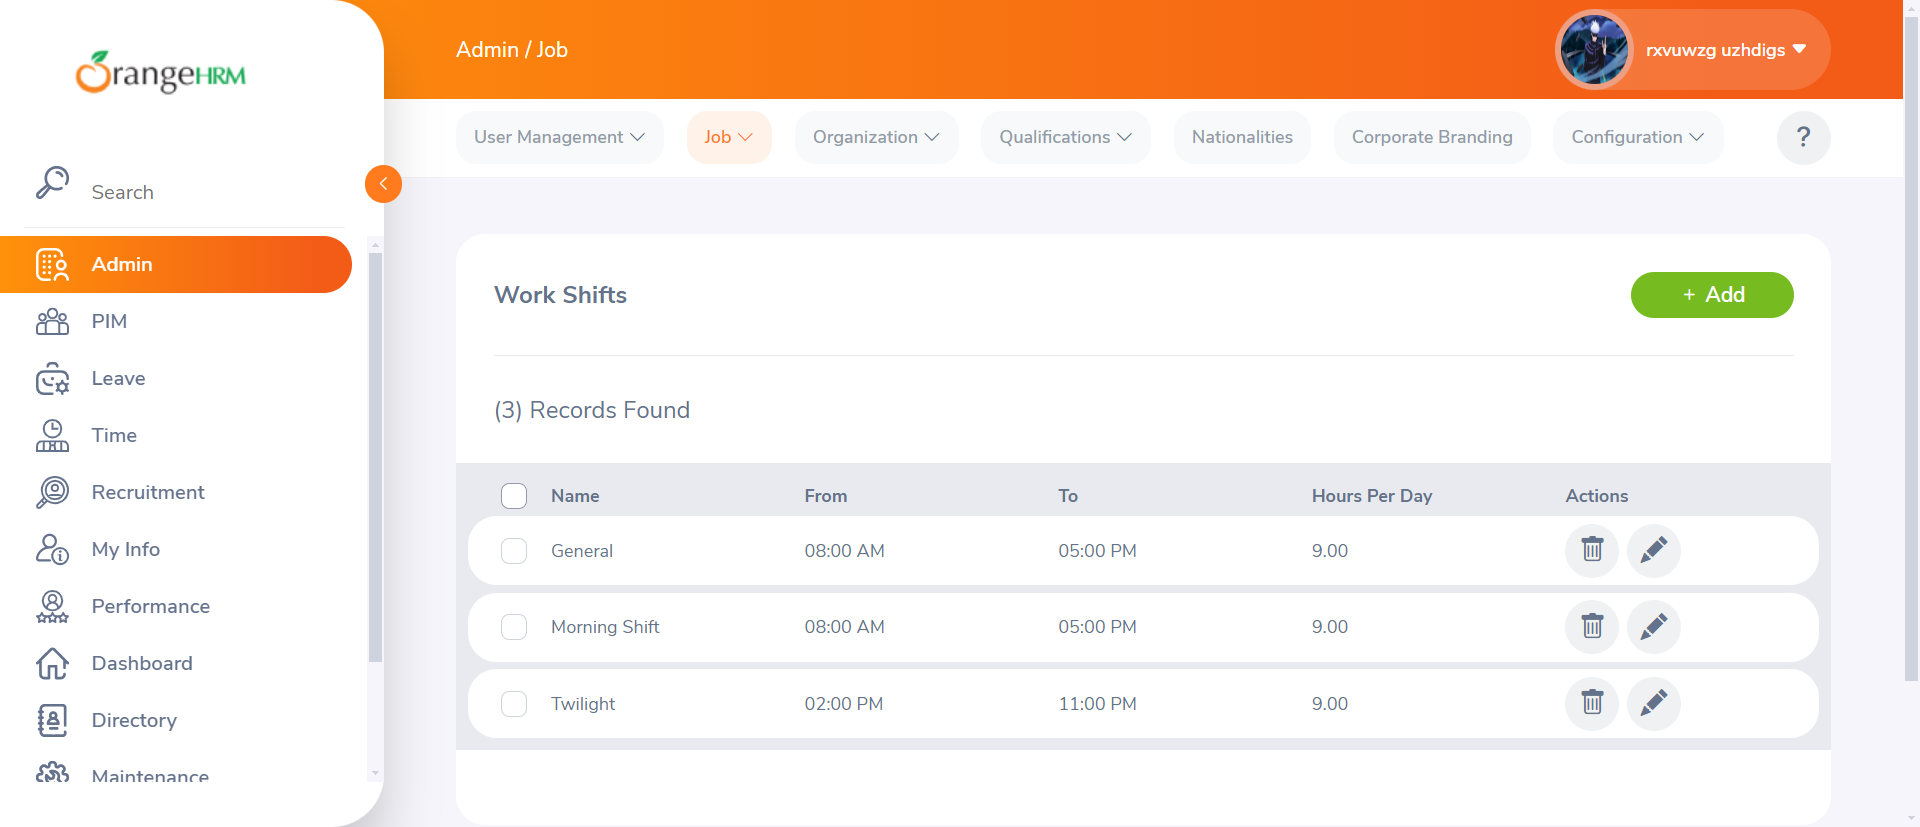 OrangeHRM
Admin / Job
rxvuwzg uzhdigs
User Management
Job
Organization
Qualifications
Nationalities
Corporate Branding
Configuration
?
Search
Admin
PIM
Leave
Time
Recruitment
My Info
Performance
Dashboard
Directory
Maintenance
Work Shifts
+ Add
(3) Records Found
Name From To Hours Per Day Actions
General 08:00 AM 05:00 PM 9.00
Morning Shift 08:00 AM 05:00 PM 9.00
Twilight 02:00 PM 11:00 PM 9.00